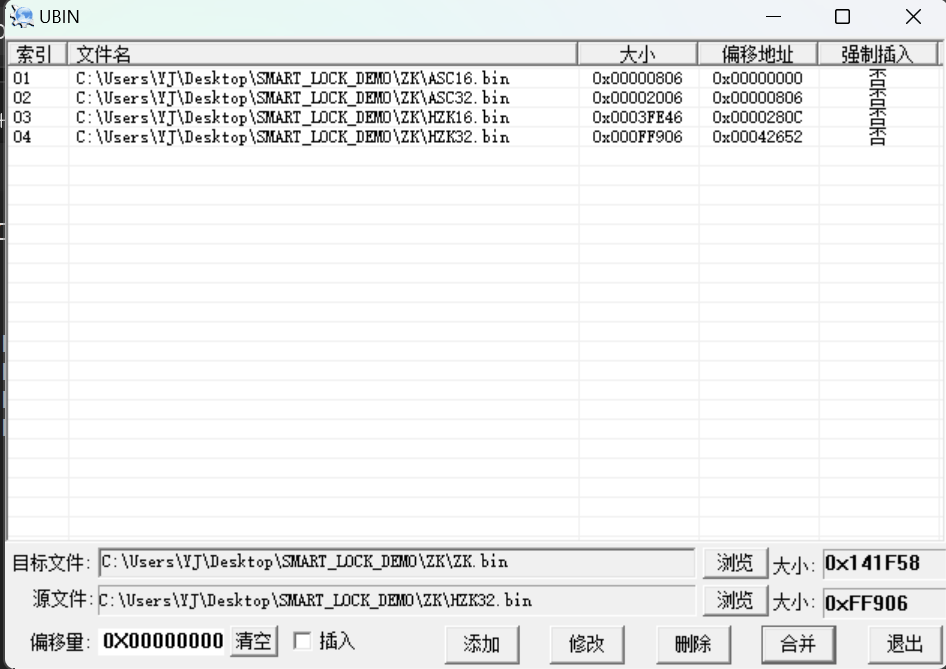 UBIN
索引 文件名 大小 偏移地址 强制插入
01 C:\Users\YJ\Desktop\SMART_LOCK_DEMO\ZK\ASC16.bin 0x00000806 0x00000000 否
02 C:\Users\YJ\Desktop\SMART_LOCK_DEMO\ZK\ASC32.bin 0x00002006 0x00000806 否
03 C:\Users\YJ\Desktop\SMART_LOCK_DEMO\ZK\HZK16.bin 0x0003FE46 0x0000280C 否
04 C:\Users\YJ\Desktop\SMART_LOCK_DEMO\ZK\HZK32.bin 0x000FF906 0x00042652 否
目标文件: C:\Users\YJ\Desktop\SMART_LOCK_DEMO\ZK\ZK.bin 浏览 大小: 0x141F58
源文件: C:\Users\YJ\Desktop\SMART_LOCK_DEMO\ZK\HZK32.bin 浏览 大小: 0xFF906
偏移量: 0X00000000 清空 插入 添加 修改 删除 合并 退出